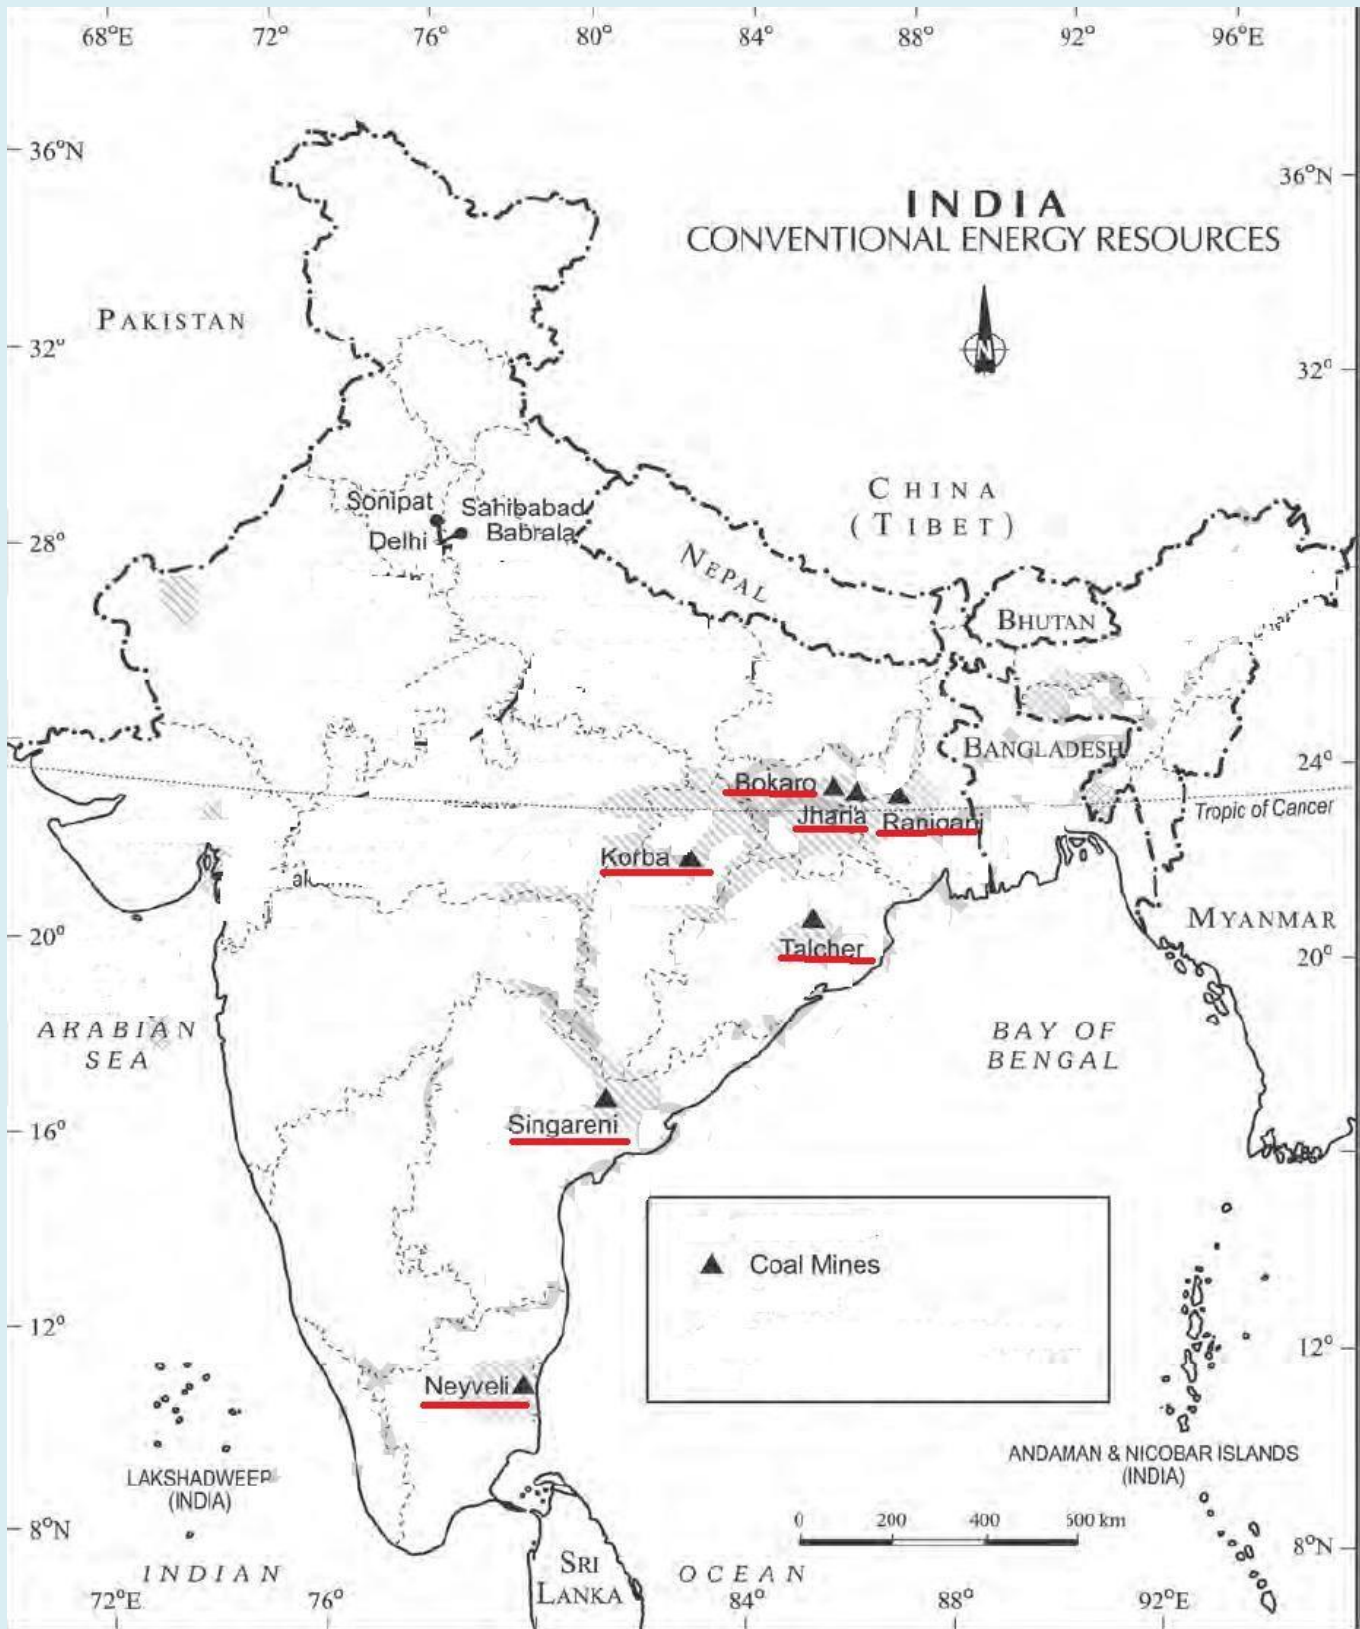 68°E 72° 76° 80° 84° 88° 92° 96°E
36°N
36°N
INDIA
CONVENTIONAL ENERGY RESOURCES
N
PAKISTAN
32°
32°
CHINA
(TIBET)
Sonipat
Sahibabad
Delhi
Babrala
28°
NEPAL
BHUTAN
BANGLADESH
24°
Bokaro
Tropic of Cancer
Jharia
Raniganj
Korba
MYANMAR
20°
Talcher
20°
ARABIAN
SEA
BAY OF
BENGAL
16°
Singareni
Coal Mines
12°
12°
Neyveli
LAKSHADWEEP
(INDIA)
ANDAMAN & NICOBAR ISLANDS
(INDIA)
0 200 400 500 km
8°N
8°N
INDIAN
OCEAN
SRI
LANKA
72°E 76° 84° 88° 92°E